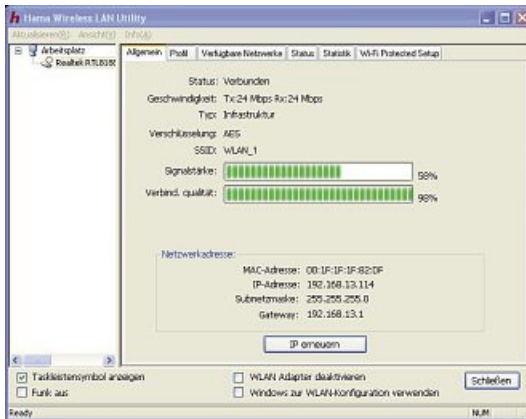 Hama Wireless LAN Utility
Aktualisieren(R) Ansicht(V) Info(A)
Arbeitsplatz
Realtek RTL8188
Allgemein Profil Verfügbare Netzwerke Status Statistik Wi-Fi Protected Setup
Status: Verbunden
Geschwindigkeit: Tx:24 Mbps Rx:24 Mbps
Typ: Infrastruktur
Verschlüsselung: AES
SSID: WLAN_1
Signalstärke: 58%
Verbind. qualität: 98%
Netzwerkadresse:
MAC-Adresse: 00:1F:1F:1F:82:DF
IP-Adresse: 192.168.13.114
Subnetzmaske: 255.255.255.0
Gateway: 192.168.13.1
IP erneuern
Taskleistensymbol anzeigen
WLAN Adapter deaktivieren
Schließen
Funk aus
Windows zur WLAN-Konfiguration verwenden
Ready NUM